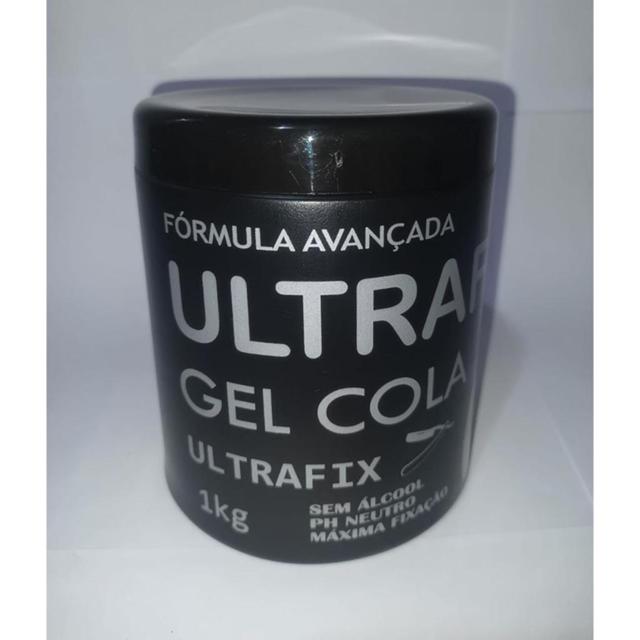 FÓRMULA AVANÇADA
ULTRAF
GEL COLA
ULTRAFIX
1kg
SEM ÁLCOOL
PH NEUTRO
MÁXIMA FIXAÇÃO